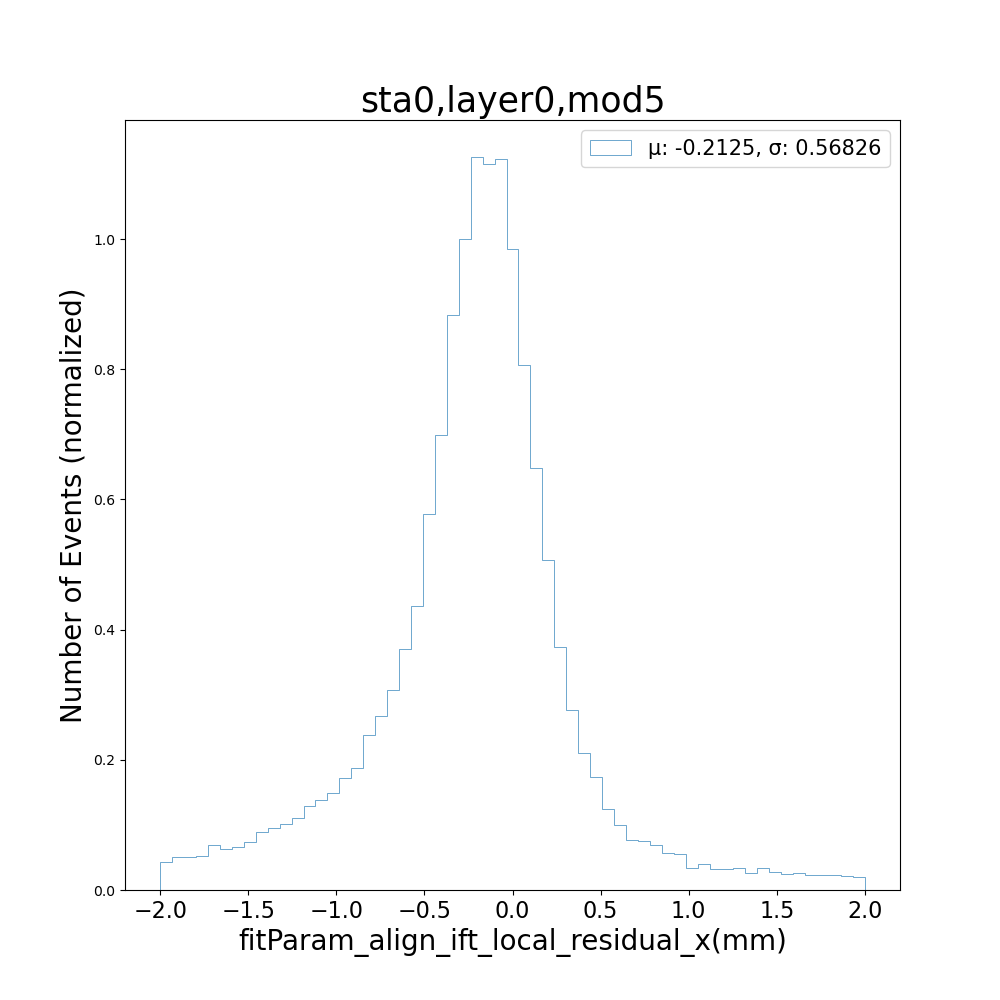 sta0,layer0,mod5
μ: -0.2125, σ: 0.56826
Number of Events (normalized)
1.0
0.8
0.6
0.4
0.2
0.0
−2.0 −1.5 −1.0 −0.5 0.0 0.5 1.0 1.5 2.0
fitParam_align_ift_local_residual_x(mm)